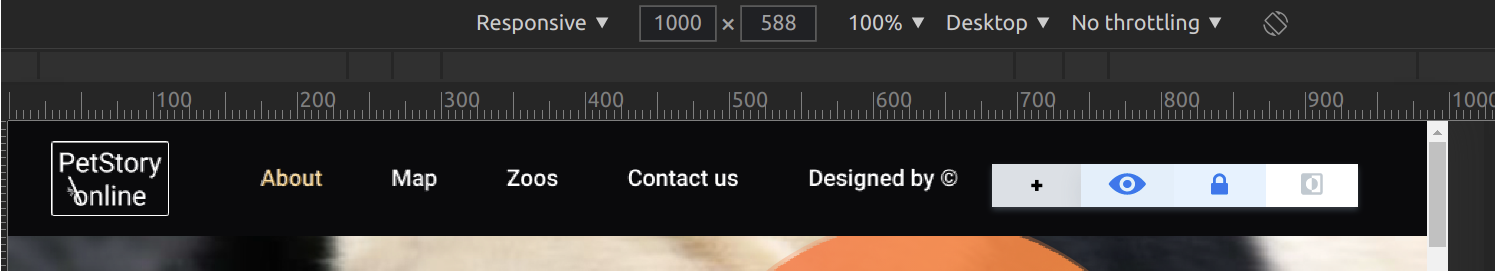 Responsive ▼ 1000 × 588 100% ▼ Desktop ▼ No throttling ▼
100 200 300 400 500 600 700 800 900 1000
PetStory
online
About Map Zoos Contact us Designed by © +